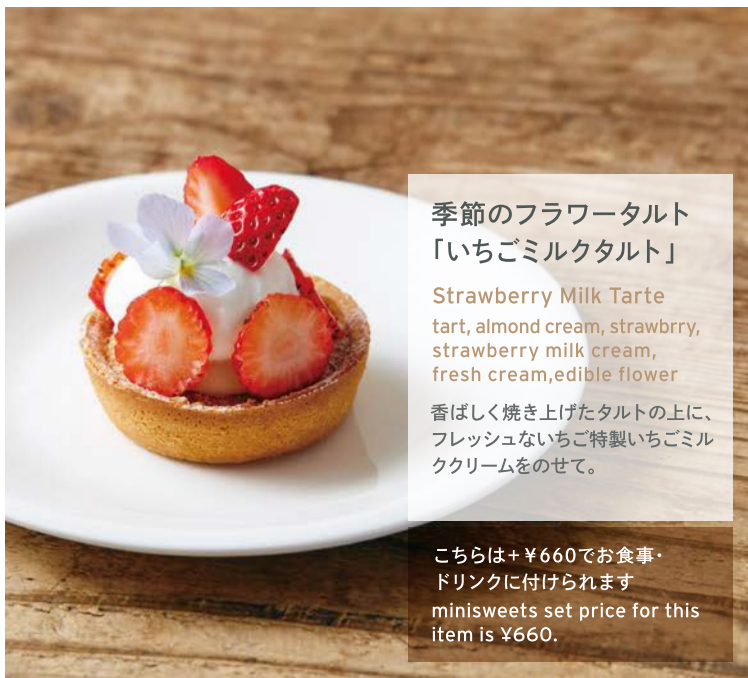 季節のフラワータルト
「いちごミルクタルト」
Strawberry Milk Tarte
tart, almond cream, strawbrry,
strawberry milk cream,
fresh cream,edible flower
香ばしく焼き上げたタルトの上に、
フレッシュないちご特製いちごミル
ククリームをのせて。
こちらは＋￥660でお食事・
ドリンクに付けられます
minisweets set price for this
item is ¥660.